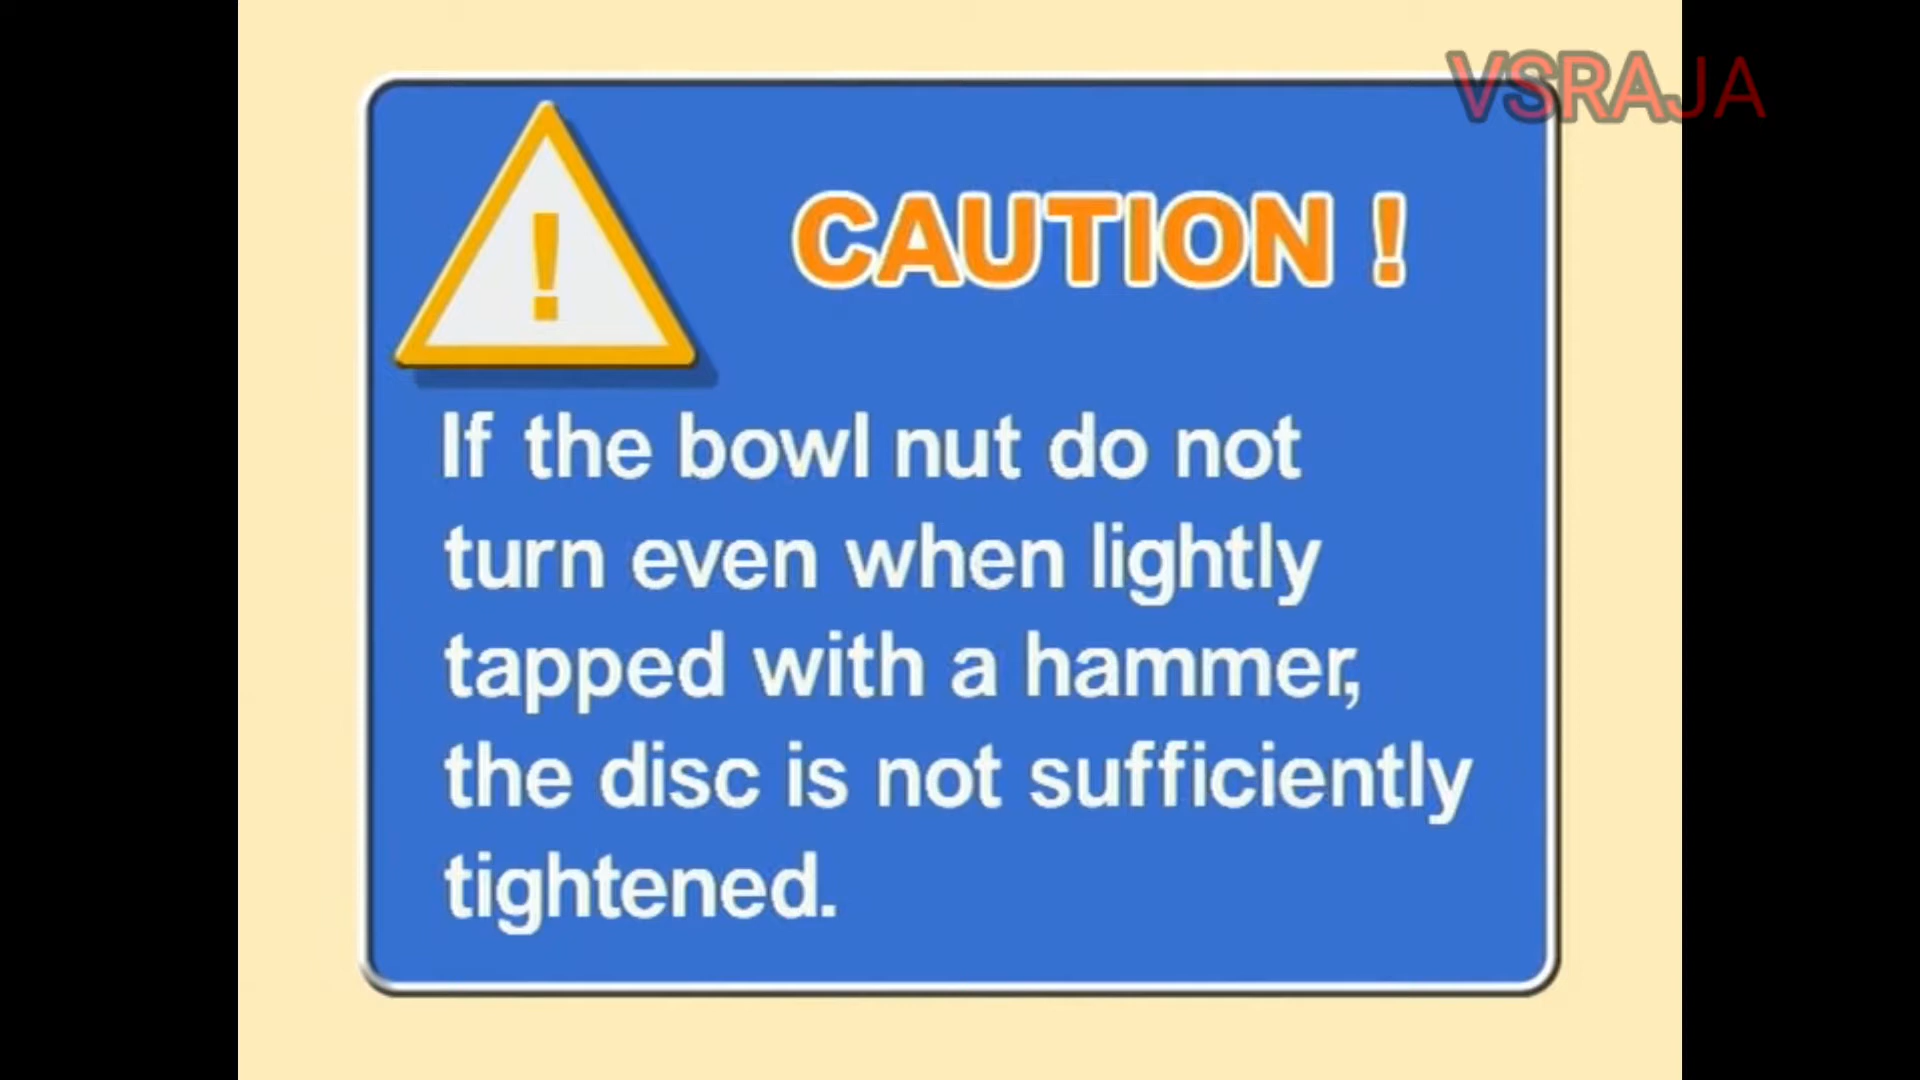 VSRAJA
!
CAUTION !
If the bowl nut do not
turn even when lightly
tapped with a hammer,
the disc is not sufficiently
tightened.